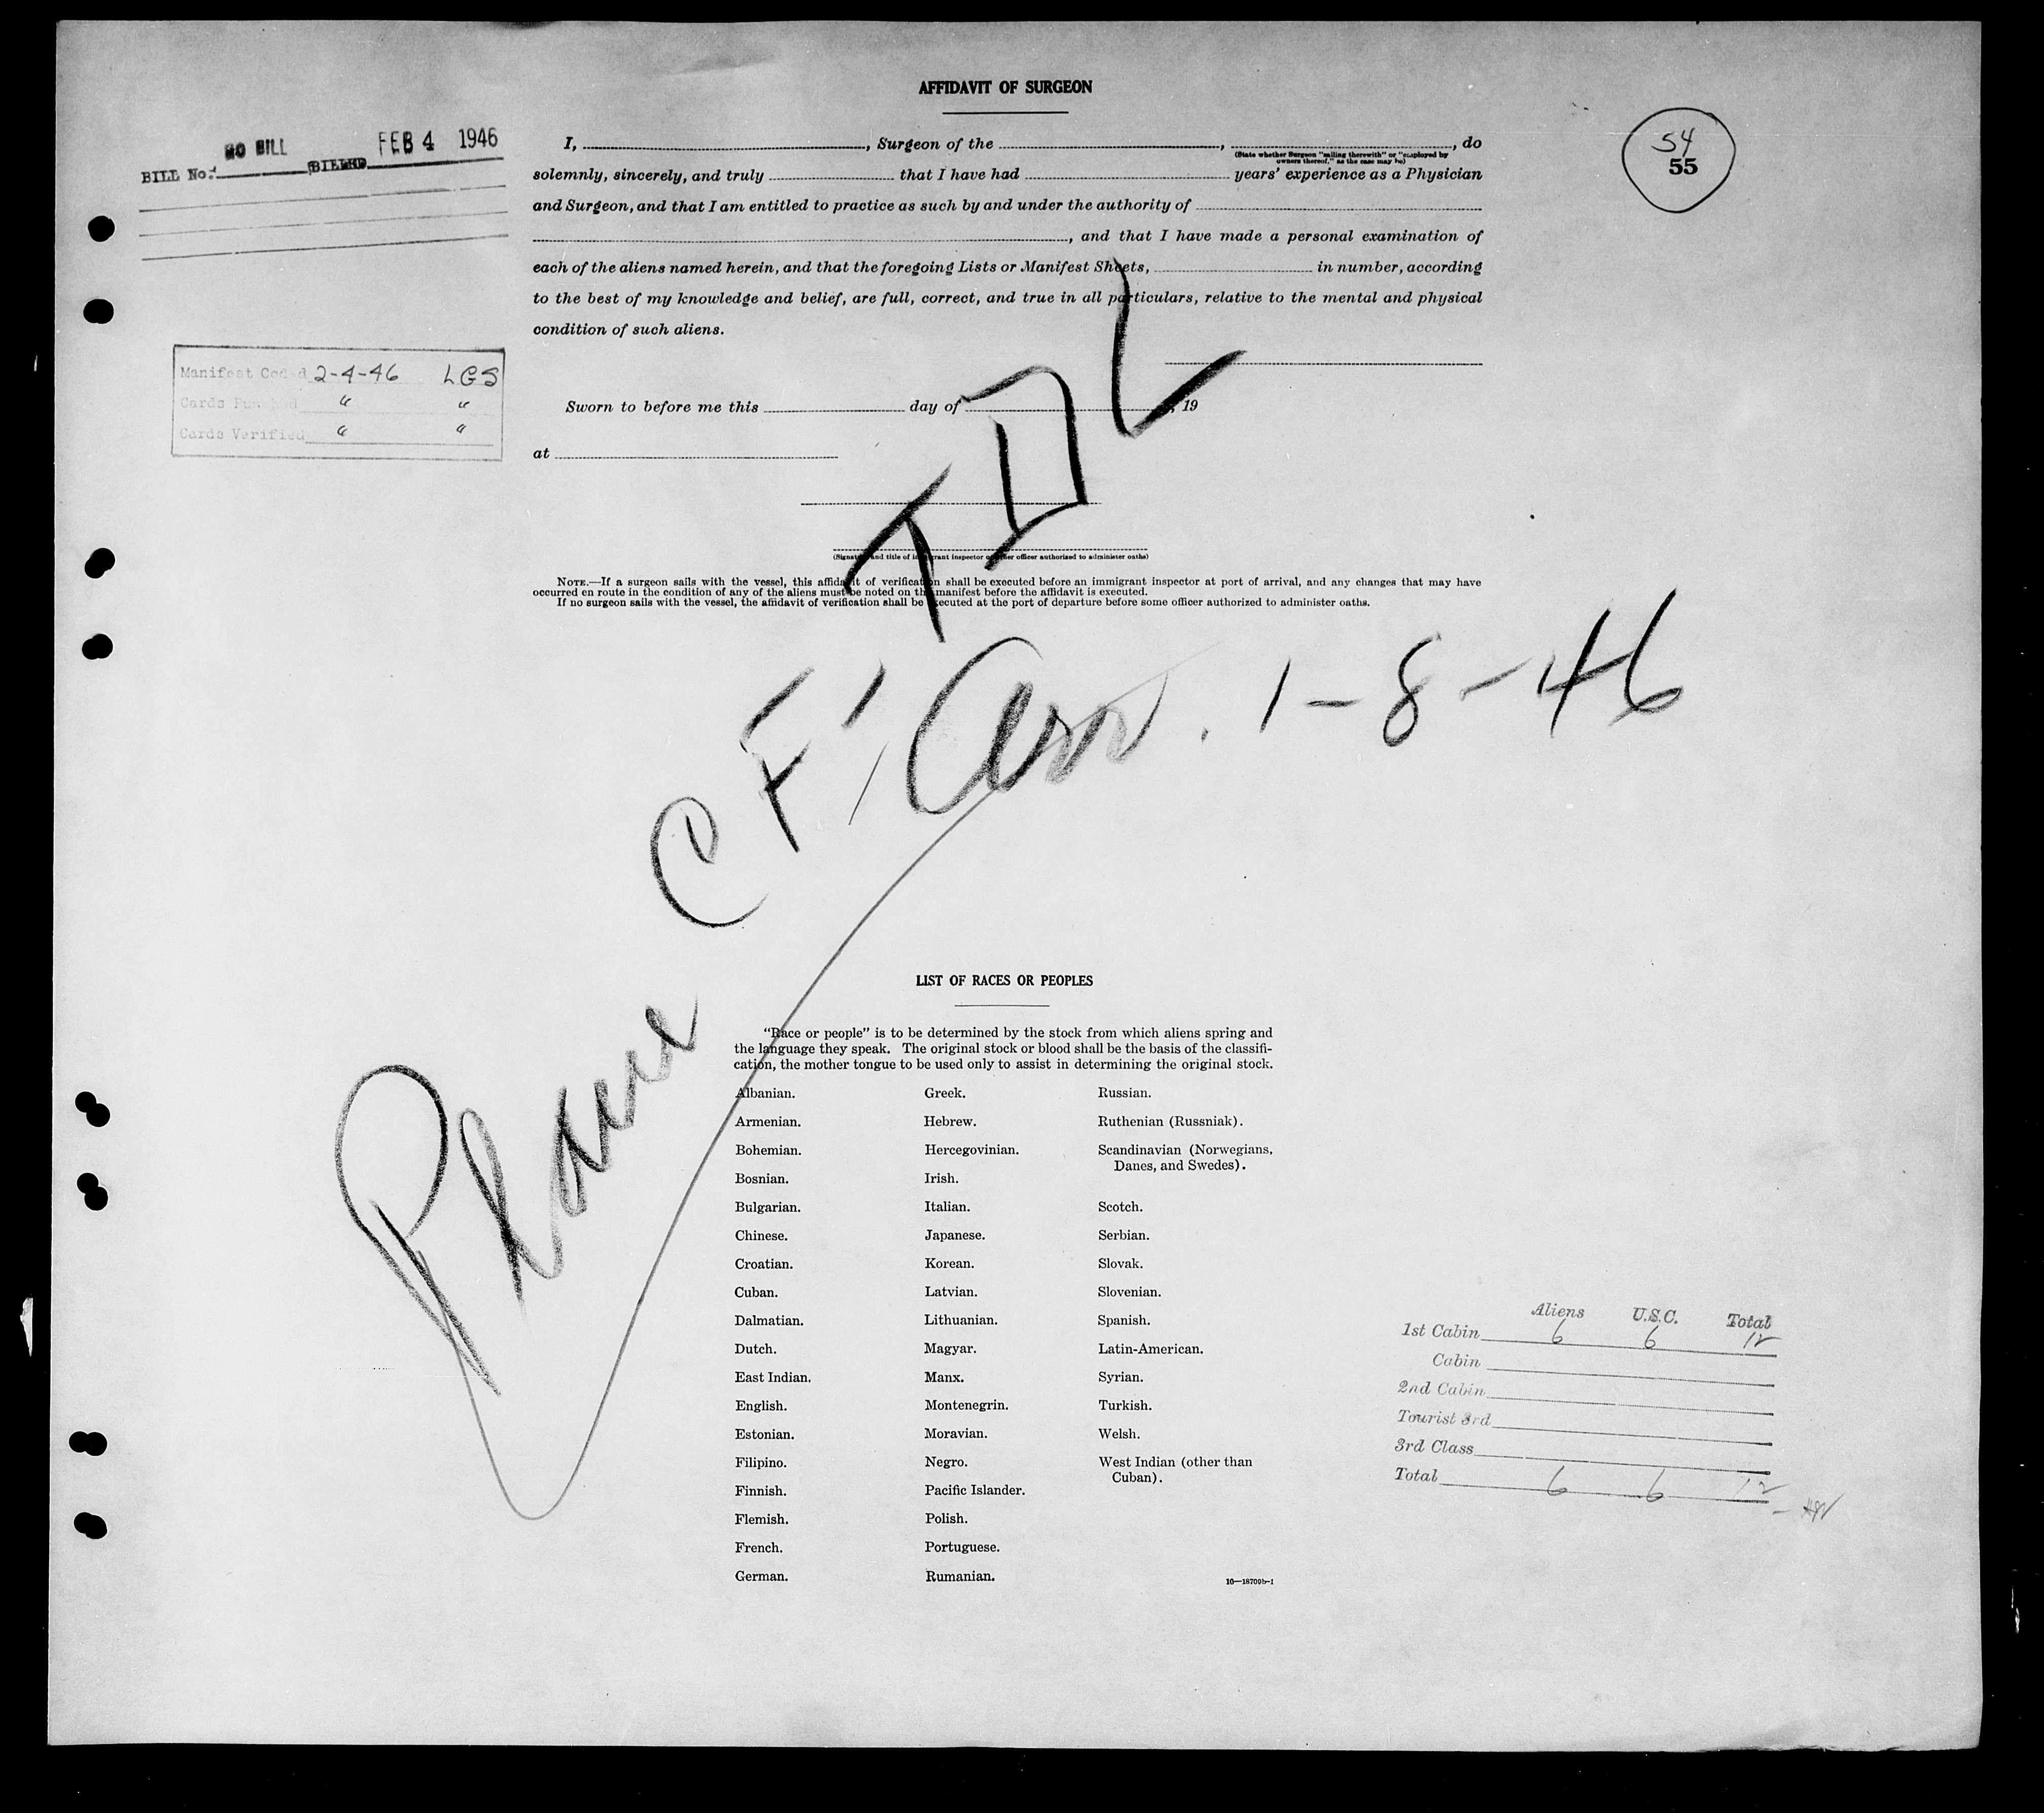 AFFIDAVIT OF SURGEON
NO BILL FEB 4 1946
BILL No. BILLED
54
55
I, , Surgeon of the , , do
(State whether Surgeon "sailing therewith" or "employed by
owners thereof," as the case may be)
solemnly, sincerely, and truly that I have had years' experience as a Physician
and Surgeon, and that I am entitled to practice as such by and under the authority of
, and that I have made a personal examination of
each of the aliens named herein, and that the foregoing Lists or Manifest Sheets, in number, according
to the best of my knowledge and belief, are full, correct, and true in all particulars, relative to the mental and physical
condition of such aliens.
Manifest Coded 2-4-46 LGS
Cards Punched " "
Cards Verified " "
Sworn to before me this day of , 19
at
(Signature and title of immigrant inspector or other officer authorized to administer oaths)
NOTE.—If a surgeon sails with the vessel, this affidavit of verification shall be executed before an immigrant inspector at port of arrival, and any changes that may have
occurred en route in the condition of any of the aliens must be noted on the manifest before the affidavit is executed.
If no surgeon sails with the vessel, the affidavit of verification shall be executed at the port of departure before some officer authorized to administer oaths.
Plane CF-TDL
Arr. 1-8-46
LIST OF RACES OR PEOPLES
"Race or people" is to be determined by the stock from which aliens spring and
the language they speak. The original stock or blood shall be the basis of the classifi-
cation, the mother tongue to be used only to assist in determining the original stock.
Albanian.
Armenian.
Bohemian.
Bosnian.
Bulgarian.
Chinese.
Croatian.
Cuban.
Dalmatian.
Dutch.
East Indian.
English.
Estonian.
Filipino.
Finnish.
Flemish.
French.
German.
Greek.
Hebrew.
Hercegovinian.
Irish.
Italian.
Japanese.
Korean.
Latvian.
Lithuanian.
Magyar.
Manx.
Montenegrin.
Moravian.
Negro.
Pacific Islander.
Polish.
Portuguese.
Rumanian.
Russian.
Ruthenian (Russniak).
Scandinavian (Norwegians,
Danes, and Swedes).
Scotch.
Serbian.
Slovak.
Slovenian.
Spanish.
Latin-American.
Syrian.
Turkish.
Welsh.
West Indian (other than
Cuban).
16—18709b-1
Aliens U.S.C. Total
1st Cabin 6 6 12
Cabin
2nd Cabin
Tourist 3rd
3rd Class
Total 6 6 12